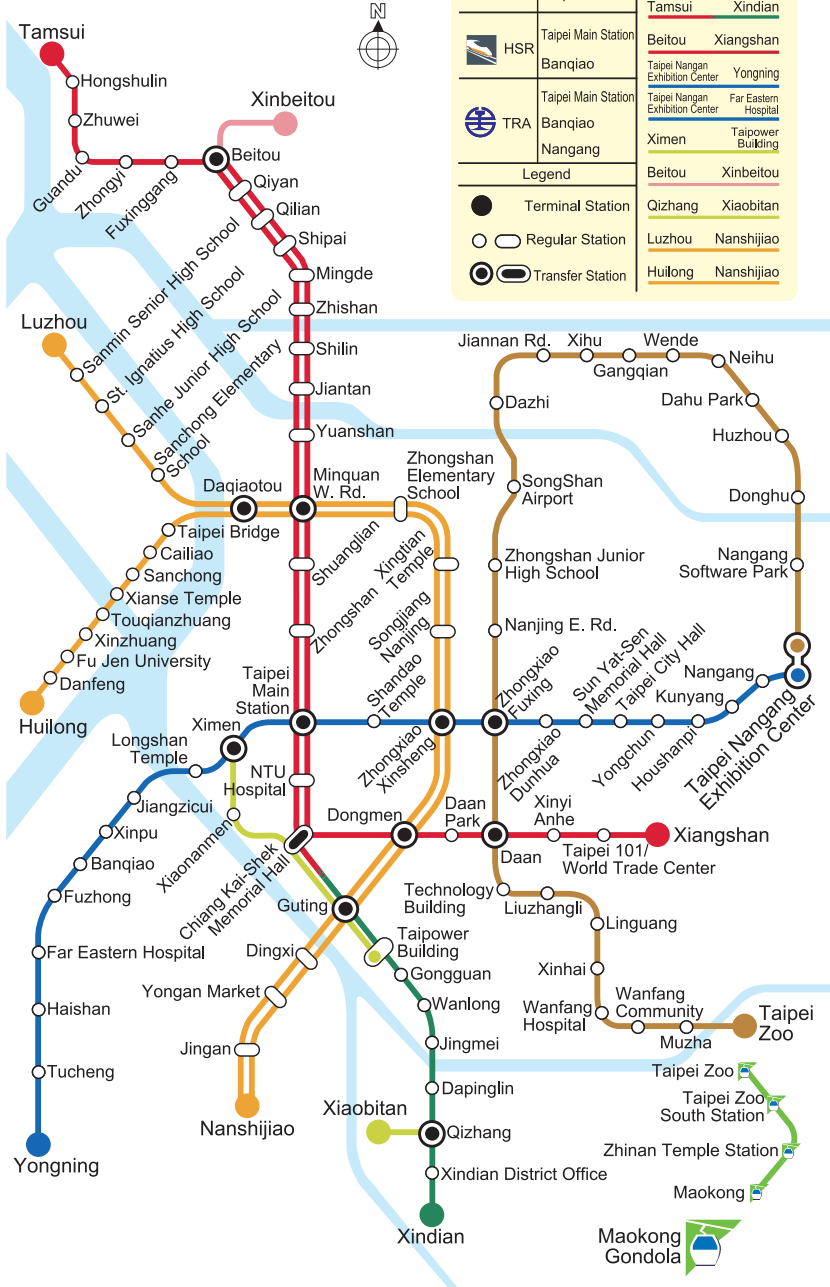 N
Tamsui
Hongshulin
Zhuwei
Guandu
Zhongyi
Fuxinggang
Xinbeitou
Beitou
Qiyan
Qilian
Shipai
Mingde
Zhishan
Shilin
Jiantan
Yuanshan
Minquan
W. Rd.
Shuanglian
Zhongshan
Taipei
Main
Station
NTU
Hospital
Chiang Kai-Shek
Memorial Hall
HSR
Taipei Main Station
Banqiao
TRA
Taipei Main Station
Banqiao
Nangang
Legend
Terminal Station
Regular Station
Transfer Station
Tamsui Xindian
Beitou Xiangshan
Taipei Nangan
Exhibition Center Yongning
Taipei Nangan
Exhibition Center Far Eastern
Hospital
Ximen Taipower
Building
Beitou Xinbeitou
Qizhang Xiaobitan
Luzhou Nanshijiao
Huilong Nanshijiao
Luzhou
Sanmin Senior High School
St. Ignatius High School
Sanhe Junior High School
Sanchong Elementary
School
Daqiaotou
Zhongshan
Elementary
School
Xingtian
Temple
Songjiang
Nanjing
Taipei Bridge
Cailiao
Sanchong
Xianse Temple
Touqianzhuang
Xinzhuang
Fu Jen University
Danfeng
Huilong
Jiannan Rd.
Xihu
Gangqian
Wende
Neihu
Dahu Park
Huzhou
Donghu
Nangang
Software Park
Dazhi
SongShan
Airport
Zhongshan Junior
High School
Nanjing E. Rd.
Zhongxiao
Fuxing
Sun Yat-Sen
Memorial Hall
Taipei City Hall
Nangang
Kunyang
Taipei Nangang
Exhibition Center
Houshanpi
Yongchun
Zhongxiao
Dunhua
Shandao
Temple
Zhongxiao
Xinsheng
Ximen
Longshan
Temple
Jiangzicui
Xinpu
Banqiao
Fuzhong
Far Eastern Hospital
Haishan
Tucheng
Yongning
Xiaonanmen
Dongmen
Daan
Park
Daan
Xinyi
Anhe
Taipei 101/
World Trade Center
Xiangshan
Technology
Building
Liuzhangli
Linguang
Xinhai
Wanfang
Hospital
Wanfang
Community
Muzha
Taipei
Zoo
Guting
Taipower
Building
Gongguan
Wanlong
Jingmei
Dapinglin
Qizhang
Xiaobitan
Xindian District Office
Xindian
Dingxi
Yongan Market
Jingan
Nanshijiao
Taipei Zoo
Taipei Zoo
South Station
Zhinan Temple Station
Maokong
Maokong
Gondola